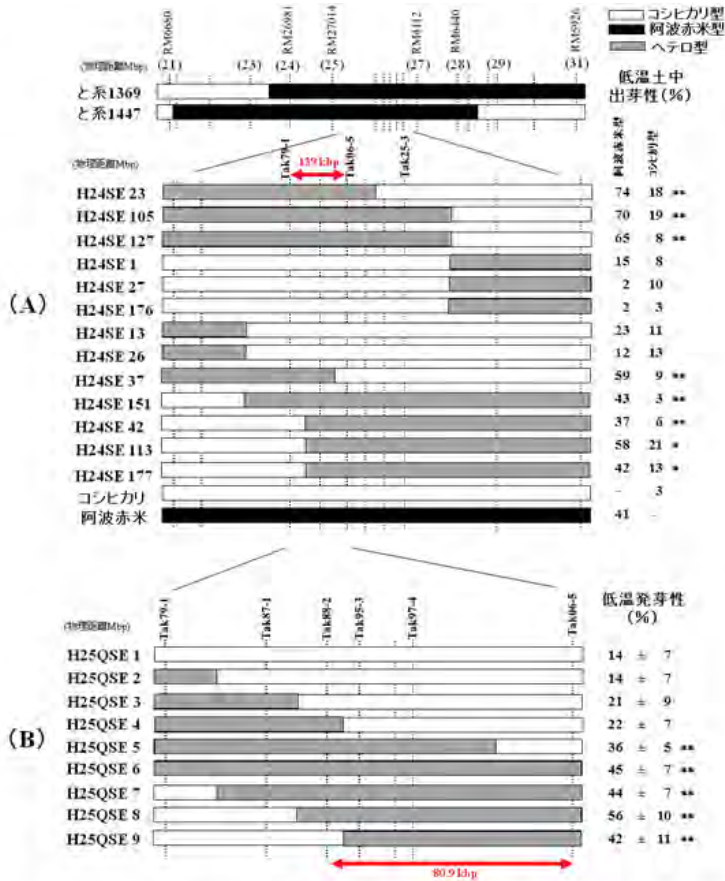 コシヒカリ型
阿波赤米型
ヘテロ型
RM6680 RM26981 RM27014 RM6112 RM6440 RM5926
(物理距離Mbp) (21) (23) (24) (25) (27) (28) (29) (31)
低温土中
出芽性(%)
と系1369
と系1447
阿波赤米型 コシヒカリ型
(物理距離Mbp) Tak79-1 139 kbp Tak06-5 Tak25-3
(A)
H24SE 23 74 18 **
H24SE 105 70 19 **
H24SE 127 65 8 **
H24SE 1 15 8
H24SE 27 2 10
H24SE 176 2 3
H24SE 13 23 11
H24SE 26 12 13
H24SE 37 59 9 **
H24SE 151 43 3 **
H24SE 42 37 6 **
H24SE 113 58 21 *
H24SE 177 42 13 *
コシヒカリ - 3
阿波赤米 41 -
低温発芽性
(%)
(物理距離Mbp) Tak79-1 Tak87-1 Tak88-2 Tak95-3 Tak97-4 Tak06-5
(B)
H25QSE 1 14 ± 7
H25QSE 2 14 ± 7
H25QSE 3 21 ± 9
H25QSE 4 22 ± 7
H25QSE 5 36 ± 5 **
H25QSE 6 45 ± 7 **
H25QSE 7 44 ± 7 **
H25QSE 8 56 ± 10 **
H25QSE 9 42 ± 11 **
80.9 kbp